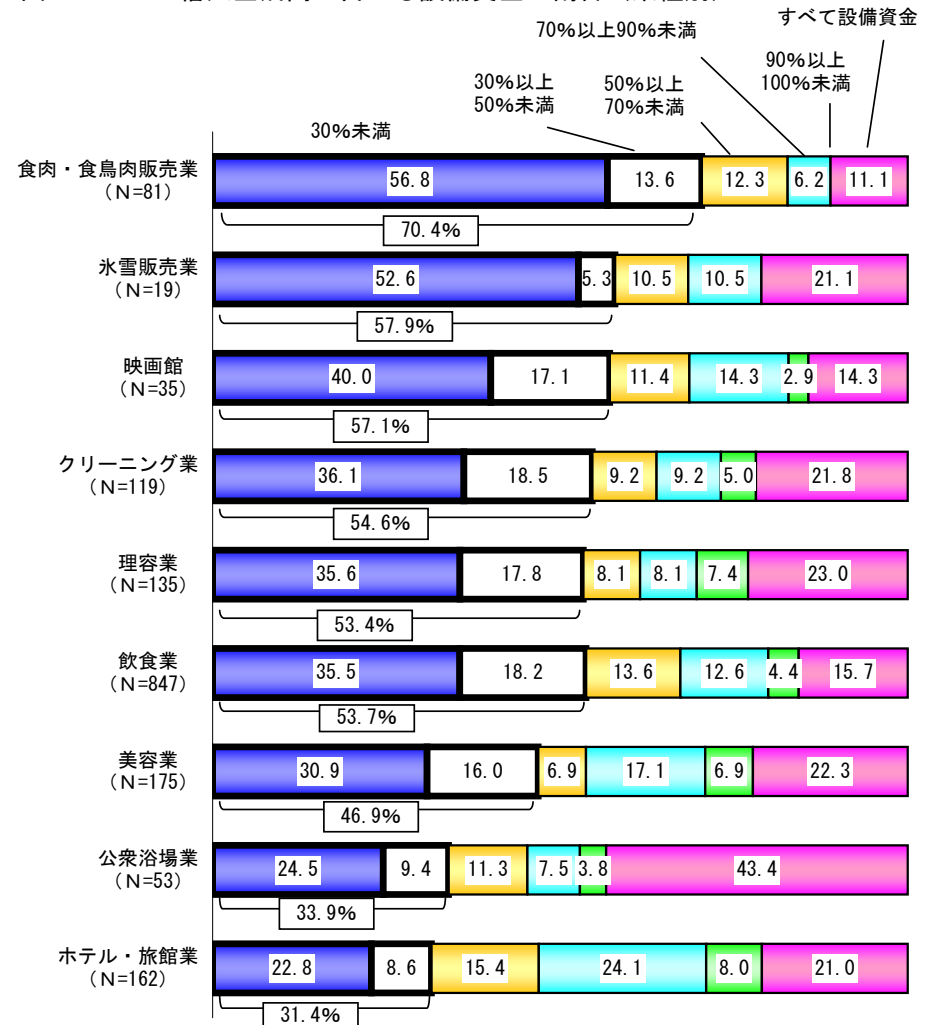 すべて設備資金
70%以上90%未満
90%以上
100%未満
30%以上
50%未満
50%以上
70%未満
30%未満
食肉・食鳥肉販売業
(N=81)
56.8 13.6 12.3 6.2 11.1
70.4%
氷雪販売業
(N=19)
52.6 5.3 10.5 10.5 21.1
57.9%
映画館
(N=35)
40.0 17.1 11.4 14.3 2.9 14.3
57.1%
クリーニング業
(N=119)
36.1 18.5 9.2 9.2 5.0 21.8
54.6%
理容業
(N=135)
35.6 17.8 8.1 8.1 7.4 23.0
53.4%
飲食業
(N=847)
35.5 18.2 13.6 12.6 4.4 15.7
53.7%
美容業
(N=175)
30.9 16.0 6.9 17.1 6.9 22.3
46.9%
公衆浴場業
(N=53)
24.5 9.4 11.3 7.5 3.8 43.4
33.9%
ホテル・旅館業
(N=162)
22.8 8.6 15.4 24.1 8.0 21.0
31.4%